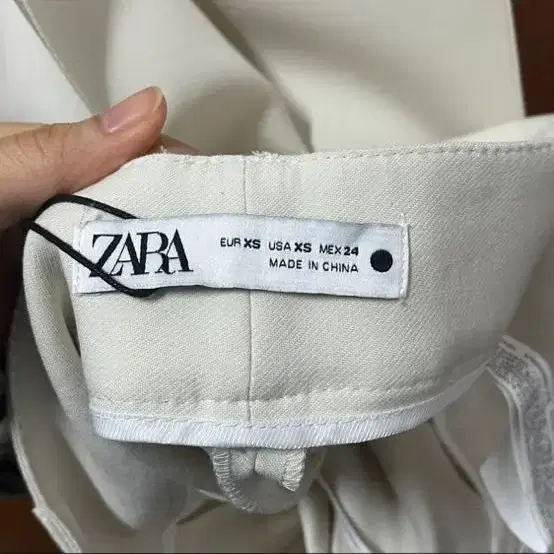 ZARA
EUR XS USA XS MEX 24
MADE IN CHINA